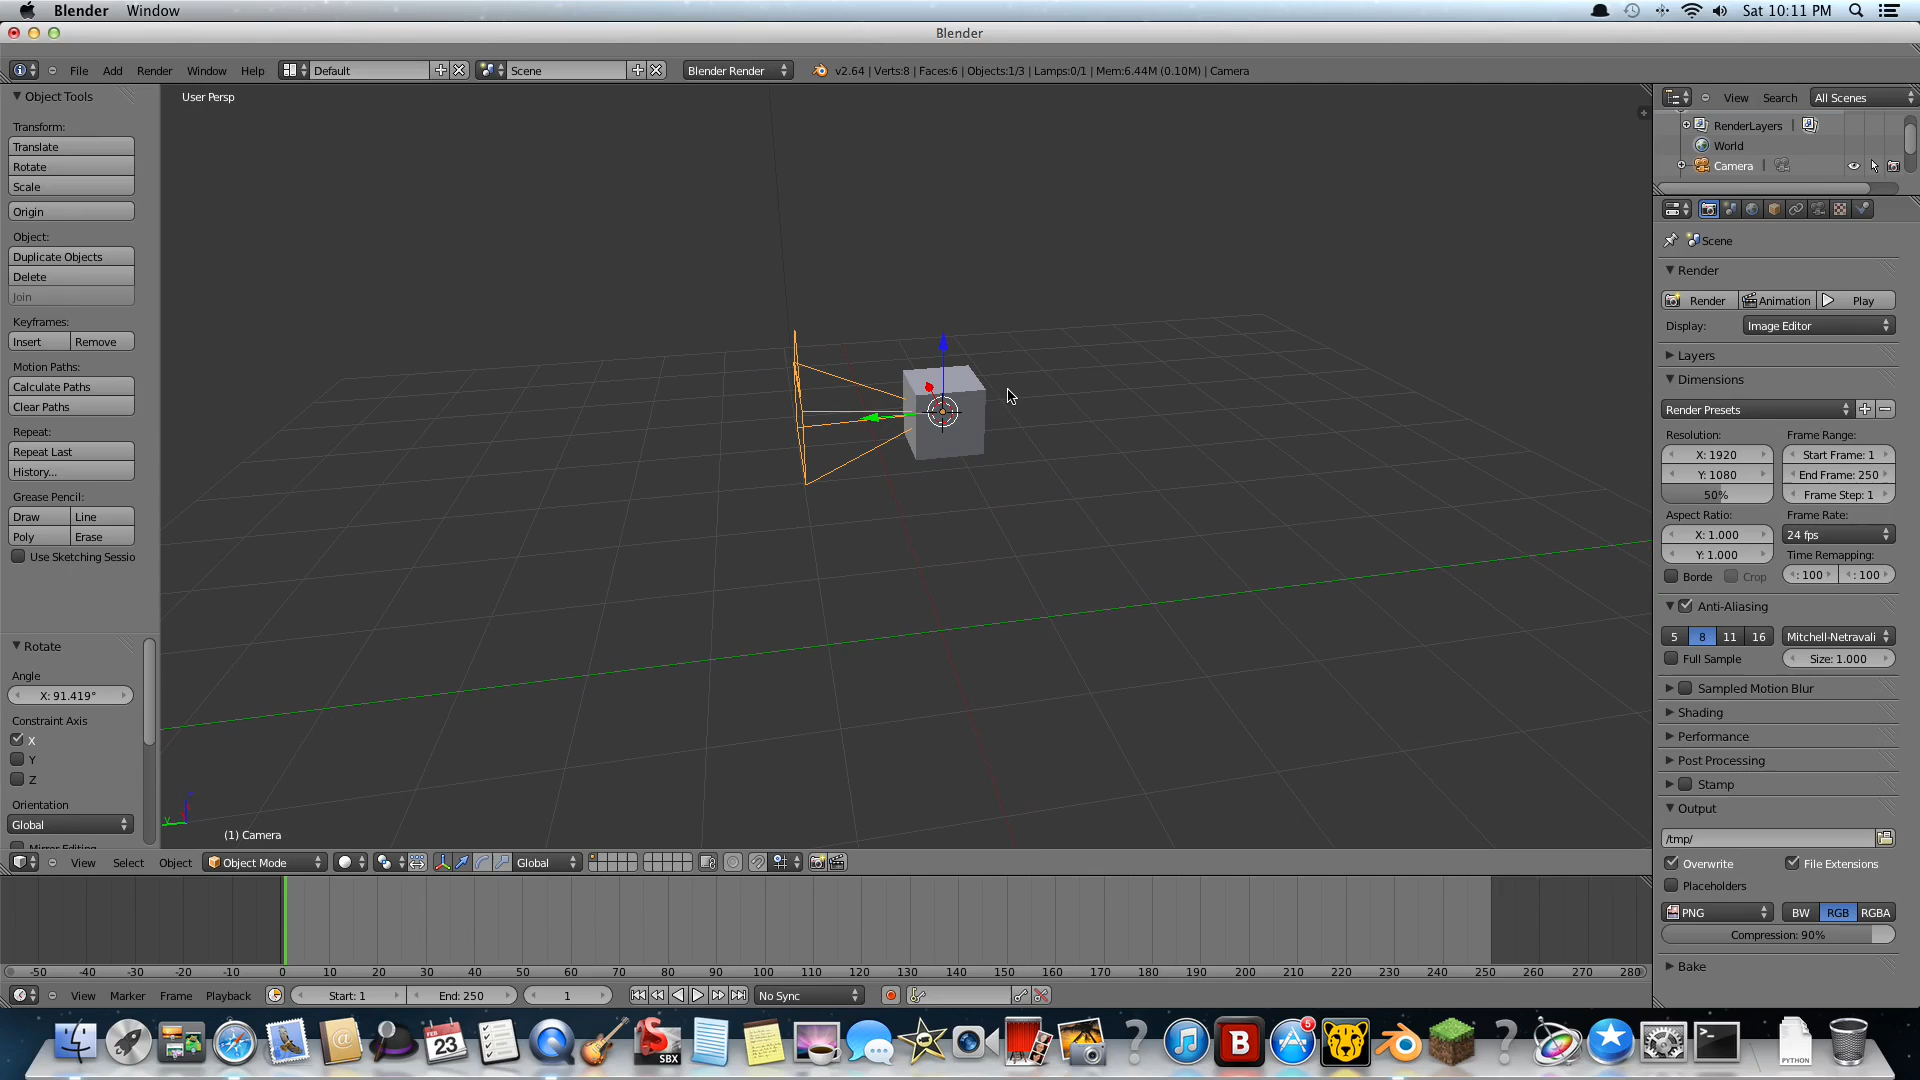 Blender Window Sat 10:11 PM
Blender
File Add Render Window Help Default Scene Blender Render v2.64 | Verts:8 | Faces:6 | Objects:1/3 | Lamps:0/1 | Mem:6.44M (0.10M) | Camera
Object Tools
Transform:
Translate
Rotate
Scale
Origin
Object:
Duplicate Objects
Delete
Join
Keyframes:
Insert Remove
Motion Paths:
Calculate Paths
Clear Paths
Repeat:
Repeat Last
History...
Grease Pencil:
Draw Line
Poly Erase
Use Sketching Sessio
Rotate
Angle
X: 91.419°
Constraint Axis
X
Y
Z
Orientation
Global
User Persp
(1) Camera
View Select Object Object Mode Global
-50 -40 -30 -20 -10 0 10 20 30 40 50 60 70 80 90 100 110 120 130 140 150 160 170 180 190 200 210 220 230 240 250 260 270 280
View Marker Frame Playback Start: 1 End: 250 1 No Sync
View Search All Scenes
RenderLayers |
World
Camera |
Scene
Render
Render Animation Play
Display: Image Editor
Layers
Dimensions
Render Presets
Resolution: Frame Range:
X: 1920 Start Frame: 1
Y: 1080 End Frame: 250
50% Frame Step: 1
Aspect Ratio: Frame Rate:
X: 1.000 24 fps
Y: 1.000 Time Remapping:
Borde Crop : 100 : 100
Anti-Aliasing
5 8 11 16 Mitchell-Netravali
Full Sample Size: 1.000
Sampled Motion Blur
Shading
Performance
Post Processing
Stamp
Output
/tmp/
Overwrite File Extensions
Placeholders
PNG BW RGB RGBA
Compression: 90%
Bake
FEB
23
S
SBX
B
5
PYTHON